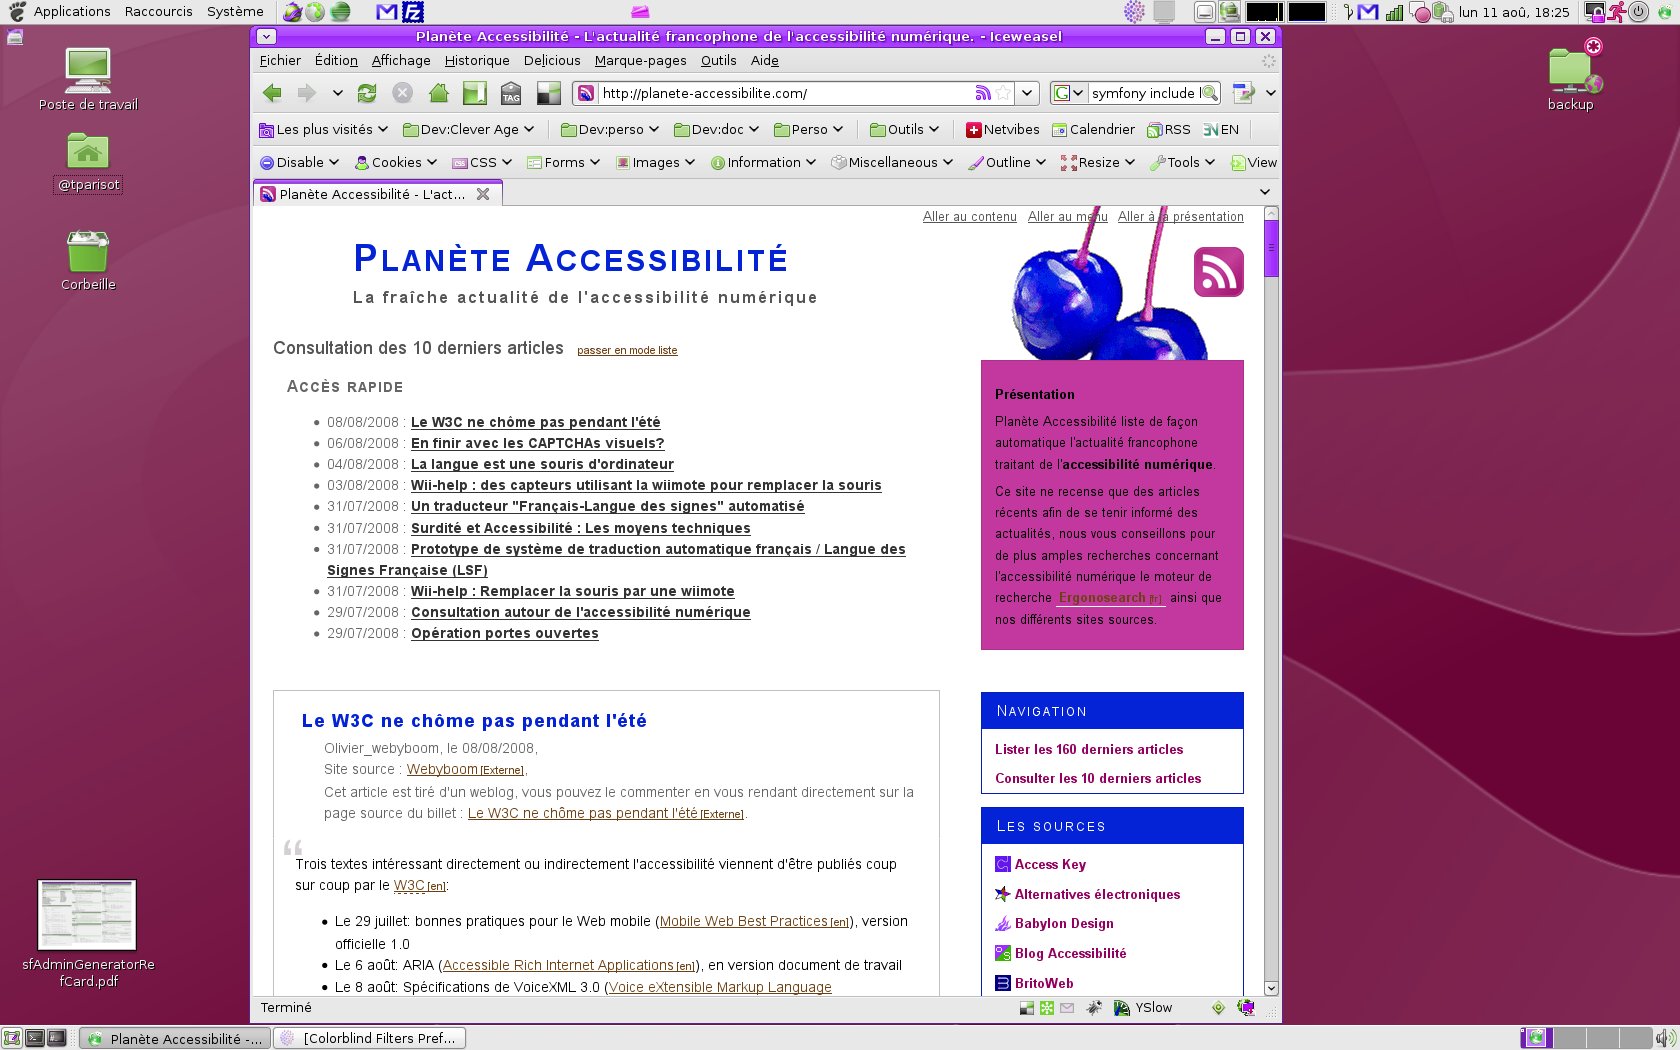 Applications Raccourcis Système
lun 11 aoû, 18:25
Planète Accessibilité - L'actualité francophone de l'accessibilité numérique. - Iceweasel
Fichier Édition Affichage Historique Delicious Marque-pages Outils Aide
TAG http://planete-accessibilite.com/ G symfony include
Les plus visités Dev:Clever Age Dev:perso Dev:doc Perso Outils Netvibes Calendrier RSS EN
Disable Cookies CSS Forms Images Information Miscellaneous Outline Resize Tools View
Planète Accessibilité - L'act...
Poste de travail
@tparisot
Corbeille
backup
sfAdminGeneratorRe
fCard.pdf
Aller au contenu Aller au menu Aller à la présentation
Planète Accessibilité
La fraîche actualité de l'accessibilité numérique
Consultation des 10 derniers articles passer en mode liste
Accès rapide
08/08/2008 : Le W3C ne chôme pas pendant l'été
06/08/2008 : En finir avec les CAPTCHAs visuels?
04/08/2008 : La langue est une souris d'ordinateur
03/08/2008 : Wii-help : des capteurs utilisant la wiimote pour remplacer la souris
31/07/2008 : Un traducteur "Français-Langue des signes" automatisé
31/07/2008 : Surdité et Accessibilité : Les moyens techniques
31/07/2008 : Prototype de système de traduction automatique français / Langue des
Signes Française (LSF)
31/07/2008 : Wii-help : Remplacer la souris par une wiimote
29/07/2008 : Consultation autour de l'accessibilité numérique
29/07/2008 : Opération portes ouvertes
Présentation
Planète Accessibilité liste de façon
automatique l'actualité francophone
traitant de l'accessibilité numérique.
Ce site ne recense que des articles
récents afin de se tenir informé des
actualités, nous vous conseillons pour
de plus amples recherches concernant
l'accessibilité numérique le moteur de
recherche Ergonosearch [fr] ainsi que
nos différents sites sources.
Le W3C ne chôme pas pendant l'été
Olivier_webyboom, le 08/08/2008,
Site source : Webyboom [Externe],
Cet article est tiré d'un weblog, vous pouvez le commenter en vous rendant directement sur la
page source du billet : Le W3C ne chôme pas pendant l'été [Externe].
“
Trois textes intéressant directement ou indirectement l'accessibilité viennent d'être publiés coup
sur coup par le W3C [en]:
Le 29 juillet: bonnes pratiques pour le Web mobile (Mobile Web Best Practices [en]), version
officielle 1.0
Le 6 août: ARIA (Accessible Rich Internet Applications [en]), en version document de travail
Le 8 août: Spécifications de VoiceXML 3.0 (Voice eXtensible Markup Language
Navigation
Lister les 160 derniers articles
Consulter les 10 derniers articles
Les sources
Access Key
Alternatives électroniques
Babylon Design
Blog Accessibilité
BritoWeb
Terminé YSlow
Planète Accessibilité -... [Colorblind Filters Pref...